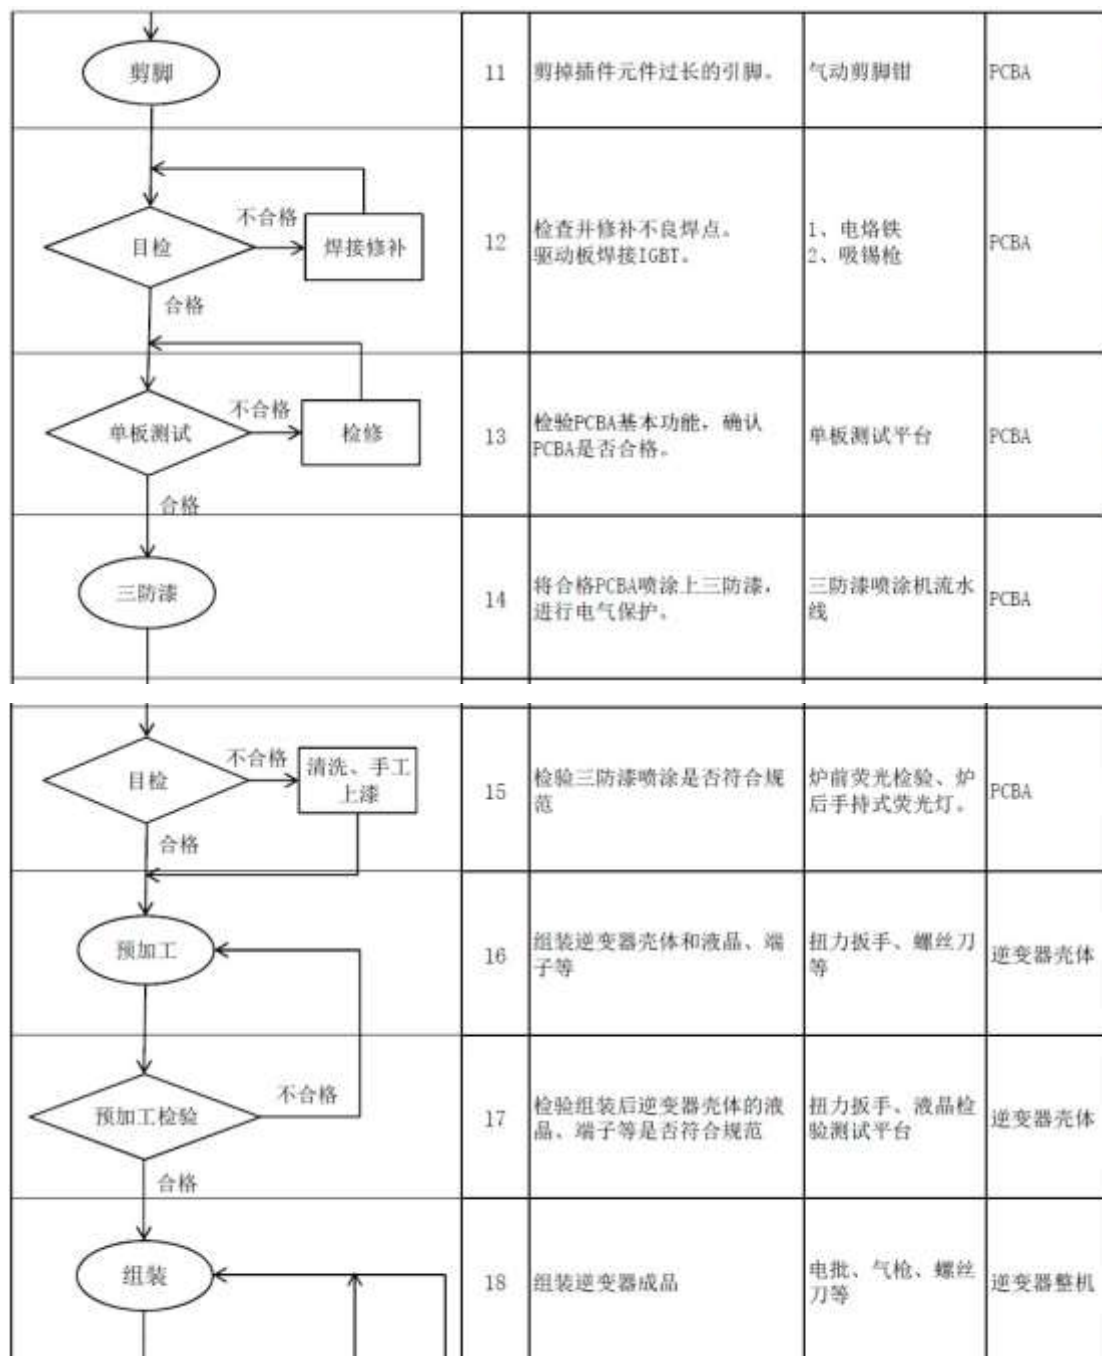 剪脚
11
剪掉插件元件过长的引脚。
气动剪脚钳
PCBA
不合格
目检
焊接修补
合格
12
检查并修补不良焊点。
驱动板焊接IGBT。
1、电烙铁
2、吸锡枪
PCBA
不合格
单板测试
检修
合格
13
检验PCBA基本功能，确认
PCBA是否合格。
单板测试平台
PCBA
三防漆
14
将合格PCBA喷涂上三防漆，
进行电气保护。
三防漆喷涂机流水
线
PCBA
不合格
目检
清洗、手工
上漆
合格
15
检验三防漆喷涂是否符合规
范
炉前荧光检验、炉
后手持式荧光灯。
PCBA
预加工
16
组装逆变器壳体和液晶、端
子等
扭力扳手、螺丝刀
等
逆变器壳体
预加工检验
不合格
合格
17
检验组装后逆变器壳体的液
晶、端子等是否符合规范
扭力扳手、液晶检
验测试平台
逆变器壳体
组装
18
组装逆变器成品
电批、气枪、螺丝
刀等
逆变器整机